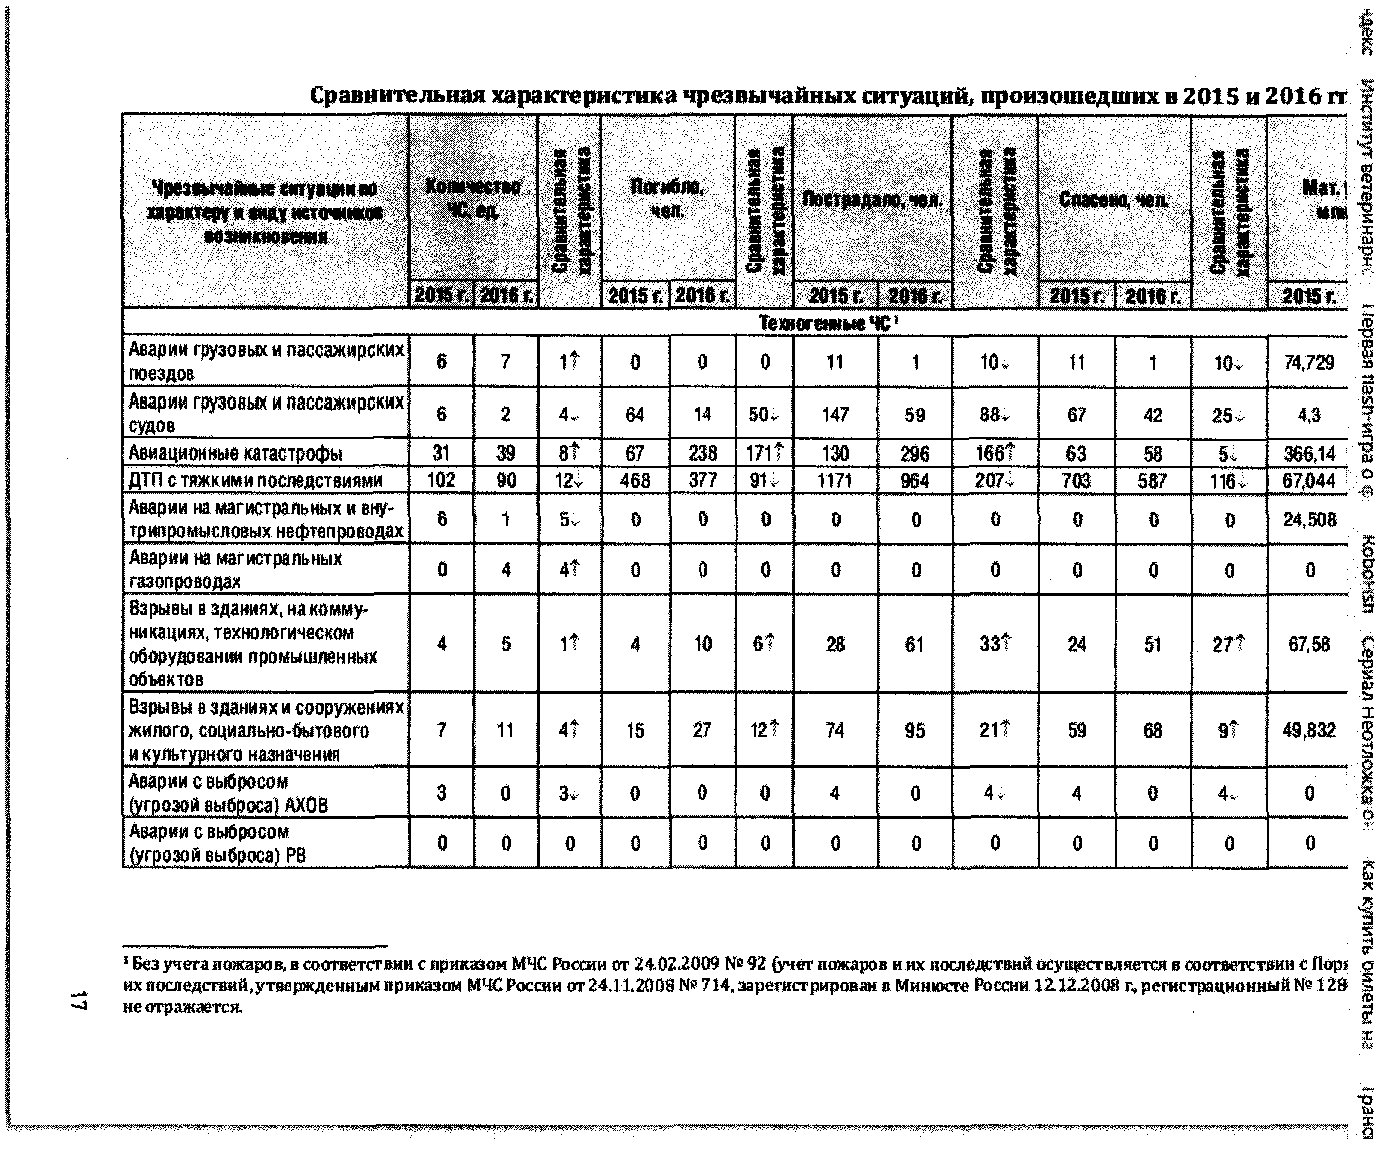 Сравнительная характеристика чрезвычайных ситуаций, произошедших в 2015 и 2016 гг
Чрезвычайные ситуации по
характеру и виду источников
возникновения
Количество
ЧС, ед.
Сравнительная
характеристика
Погибло,
чел.
Сравнительная
характеристика
Пострадало, чел.
Сравнительная
характеристика
Спасено, чел.
Сравнительная
характеристика
Мат.
2015 г. 2016 г. 2015 г. 2016 г. 2015 г. 2016 г. 2015 г. 2016 г. 2015 г.
Техногенные ЧС ¹
Аварии грузовых и пассажирских
поездов
6 7 1↑ 0 0 0 11 1 10↓ 11 1 10↓ 74,729
Аварии грузовых и пассажирских
судов
6 2 4↓ 64 14 50↓ 147 59 88↓ 67 42 25↓ 4,3
Авиационные катастрофы 31 39 8↑ 67 238 171↑ 130 296 166↑ 63 58 5↓ 366,14
ДТП с тяжкими последствиями 102 90 12↓ 468 377 91↓ 1171 964 207↓ 703 587 116↓ 67,044
Аварии на магистральных и вну-
трипромысловых нефтепроводах
6 1 5↓ 0 0 0 0 0 0 0 0 0 24,508
Аварии на магистральных
газопроводах
0 4 4↑ 0 0 0 0 0 0 0 0 0 0
Взрывы в зданиях, на комму-
никациях, технологическом
оборудовании промышленных
объектов
4 5 1↑ 4 10 6↑ 28 61 33↑ 24 51 27↑ 67,58
Взрывы в зданиях и сооружениях
жилого, социально-бытового
и культурного назначения
7 11 4↑ 15 27 12↑ 74 95 21↑ 59 68 9↑ 49,832
Аварии с выбросом
(угрозой выброса) АХОВ
3 0 3↓ 0 0 0 4 0 4↓ 4 0 4↓ 0
Аварии с выбросом
(угрозой выброса) РВ
0 0 0 0 0 0 0 0 0 0 0 0 0
¹ Без учета пожаров, в соответствии с приказом МЧС России от 24.02.2009 № 92 (учет пожаров и их последствий осуществляется в соответствии с Поря
их последствий, утвержденным приказом МЧС России от 24.11.2008 № 714, зарегистрирован в Минюсте России 12.12.2008 г., регистрационный № 128
не отражается.
17
Институт ветеринарн
Первая flash-игра о
Сериал Неотложка о
как купить билеты на
Транс